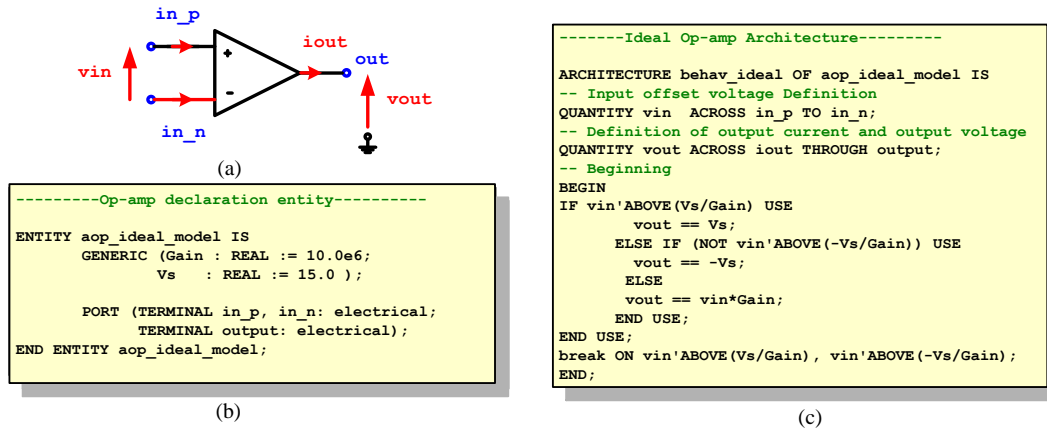 in_p
iout
out
+
vin
-
vout
in_n
(a)
---------Op-amp declaration entity----------
ENTITY aop_ideal_model IS
GENERIC (Gain : REAL := 10.0e6;
Vs : REAL := 15.0 );
PORT (TERMINAL in_p, in_n: electrical;
TERMINAL output: electrical);
END ENTITY aop_ideal_model;
(b)
-------Ideal Op-amp Architecture---------
ARCHITECTURE behav_ideal OF aop_ideal_model IS
-- Input offset voltage Definition
QUANTITY vin ACROSS in_p TO in_n;
-- Definition of output current and output voltage
QUANTITY vout ACROSS iout THROUGH output;
-- Beginning
BEGIN
IF vin'ABOVE(Vs/Gain) USE
vout == Vs;
ELSE IF (NOT vin'ABOVE(-Vs/Gain)) USE
vout == -Vs;
ELSE
vout == vin*Gain;
END USE;
END USE;
break ON vin'ABOVE(Vs/Gain), vin'ABOVE(-Vs/Gain);
END;
(c)